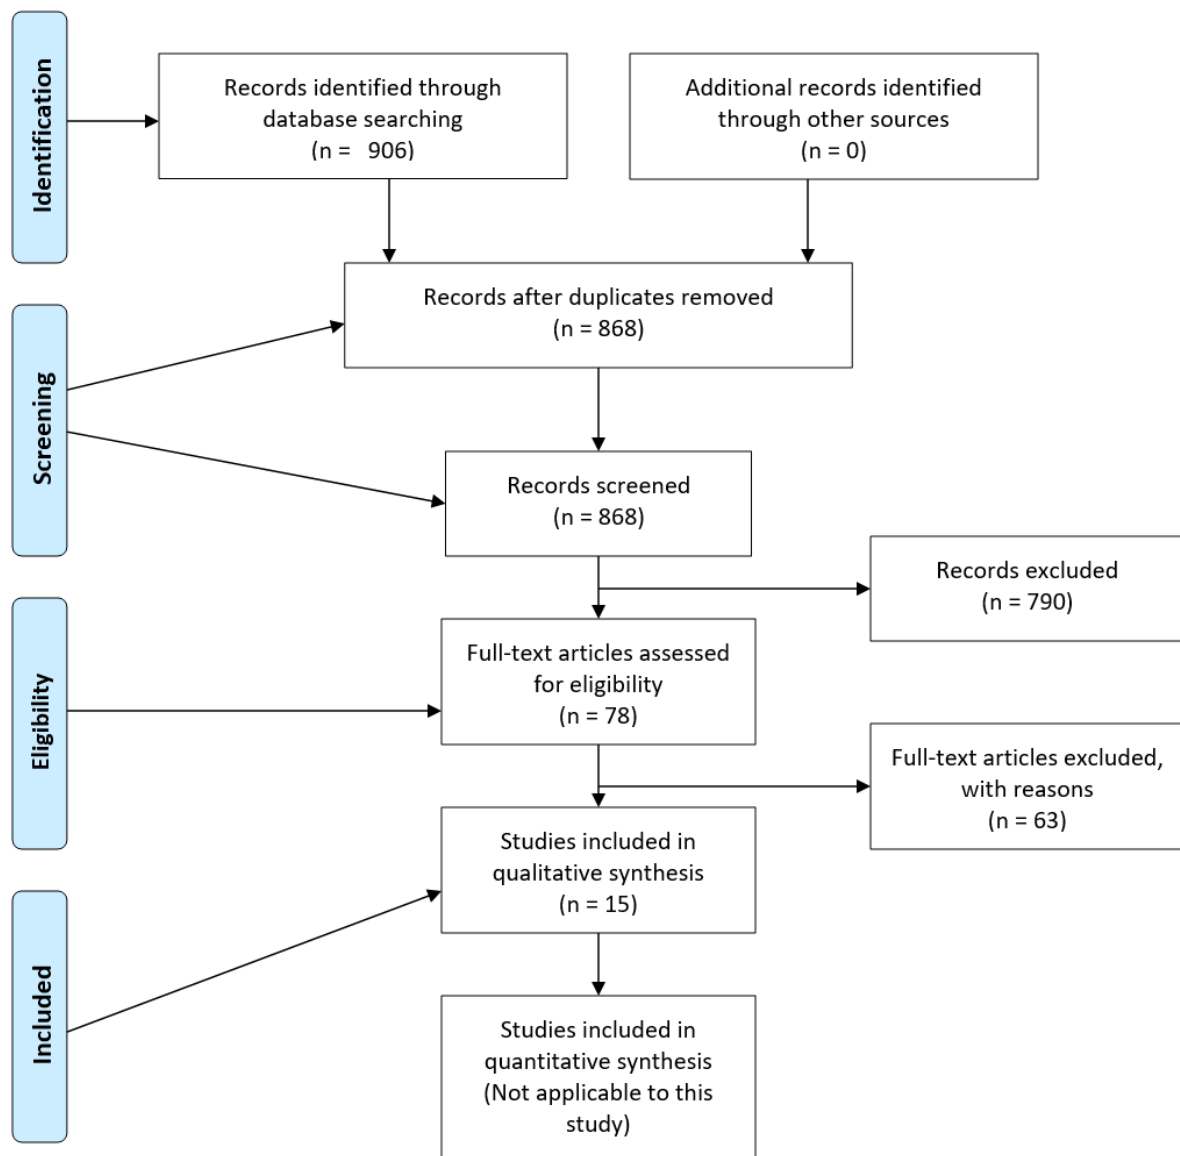 Identification
Records identified through
database searching
(n =   906)
Additional records identified
through other sources
(n = 0)
Records after duplicates removed
(n = 868)
Screening
Records screened
(n = 868)
Records excluded
(n = 790)
Eligibility
Full-text articles assessed
for eligibility
(n = 78)
Full-text articles excluded,
with reasons
(n = 63)
Included
Studies included in
qualitative synthesis
(n = 15)
Studies included in
quantitative synthesis
(Not applicable to this
study)